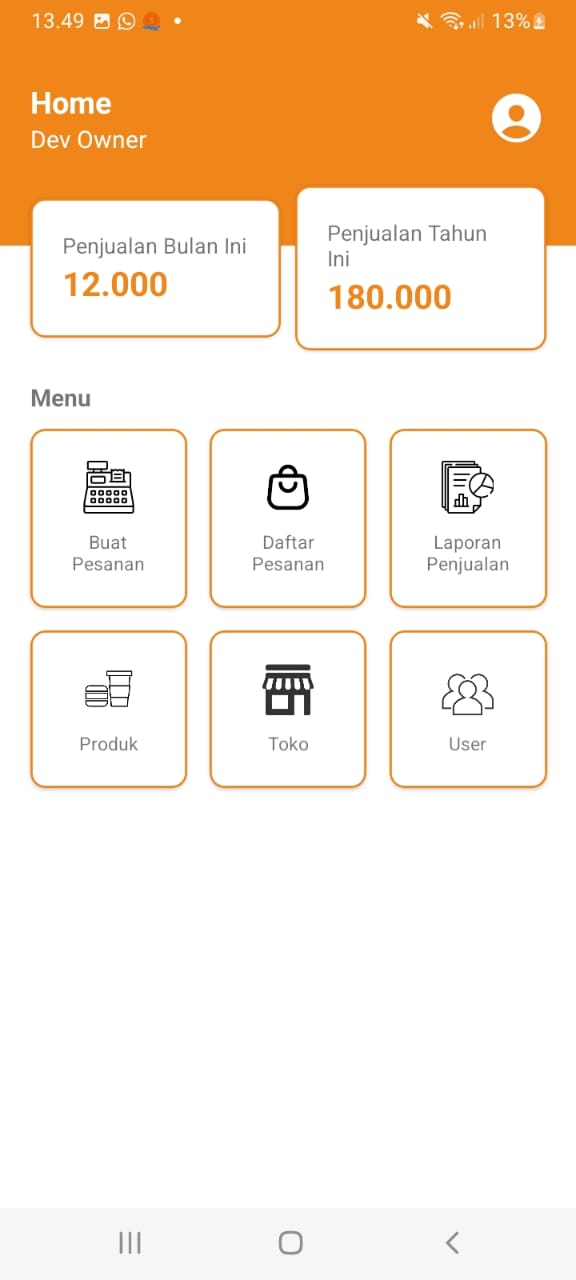 13.49
13%
Home
Dev Owner
Penjualan Bulan Ini
12.000
Penjualan Tahun
Ini
180.000
Menu
Buat
Pesanan
Daftar
Pesanan
Laporan
Penjualan
Produk
Toko
User